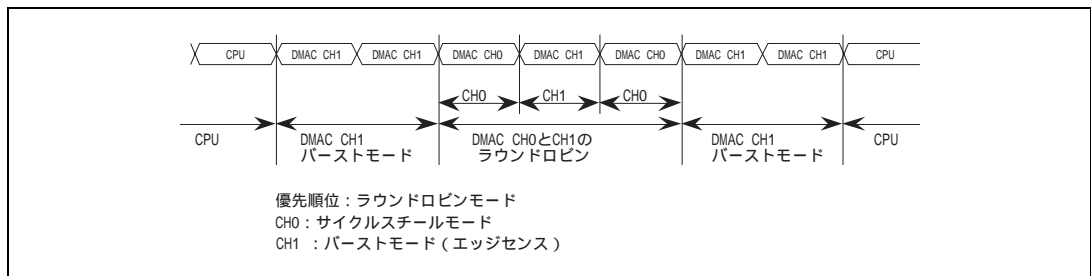 CPU DMAC CH1 DMAC CH1 DMAC CH0 DMAC CH1 DMAC CH0 DMAC CH1 DMAC CH1 CPU
CH0 CH1 CH0
CPU DMAC CH1 DMAC CH0とCH1の DMAC CH1 CPU
バーストモード ラウンドロビン バーストモード
優先順位：ラウンドロビンモード
CH0：サイクルスチールモード
CH1 ：バーストモード（エッジセンス）